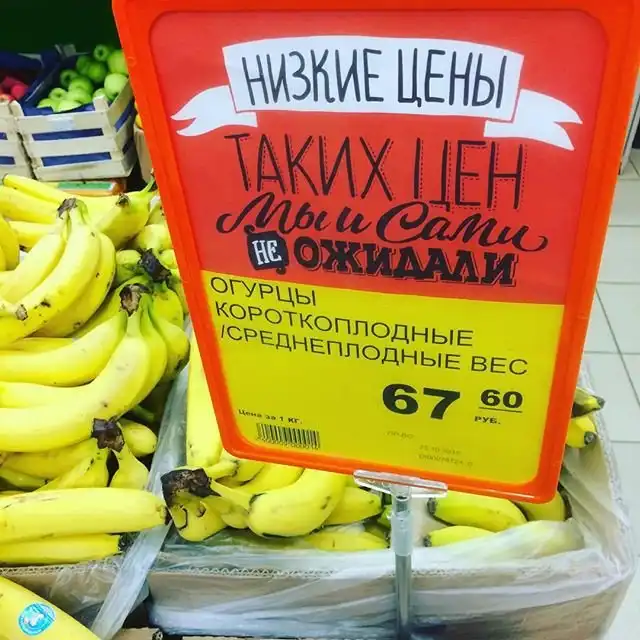 НИЗКИЕ ЦЕНЫ
ТАКИХ ЦЕН
Мы и Сами
НЕ ОЖИДАЛИ
ОГУРЦЫ
КОРОТКОПЛОДНЫЕ
/СРЕДНЕПЛОДНЫЕ ВЕС
67 60
РУБ.
Цена за 1 КГ.